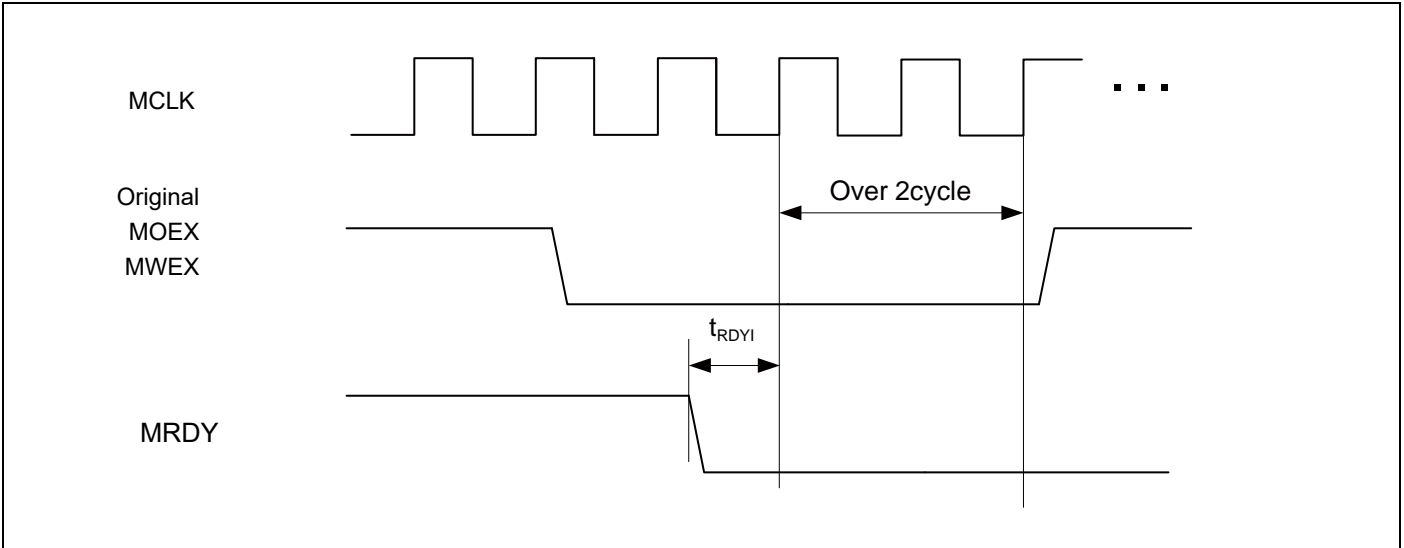 MCLK
Original
Over 2cycle
MOEX
MWEX
tRDYI
MRDY